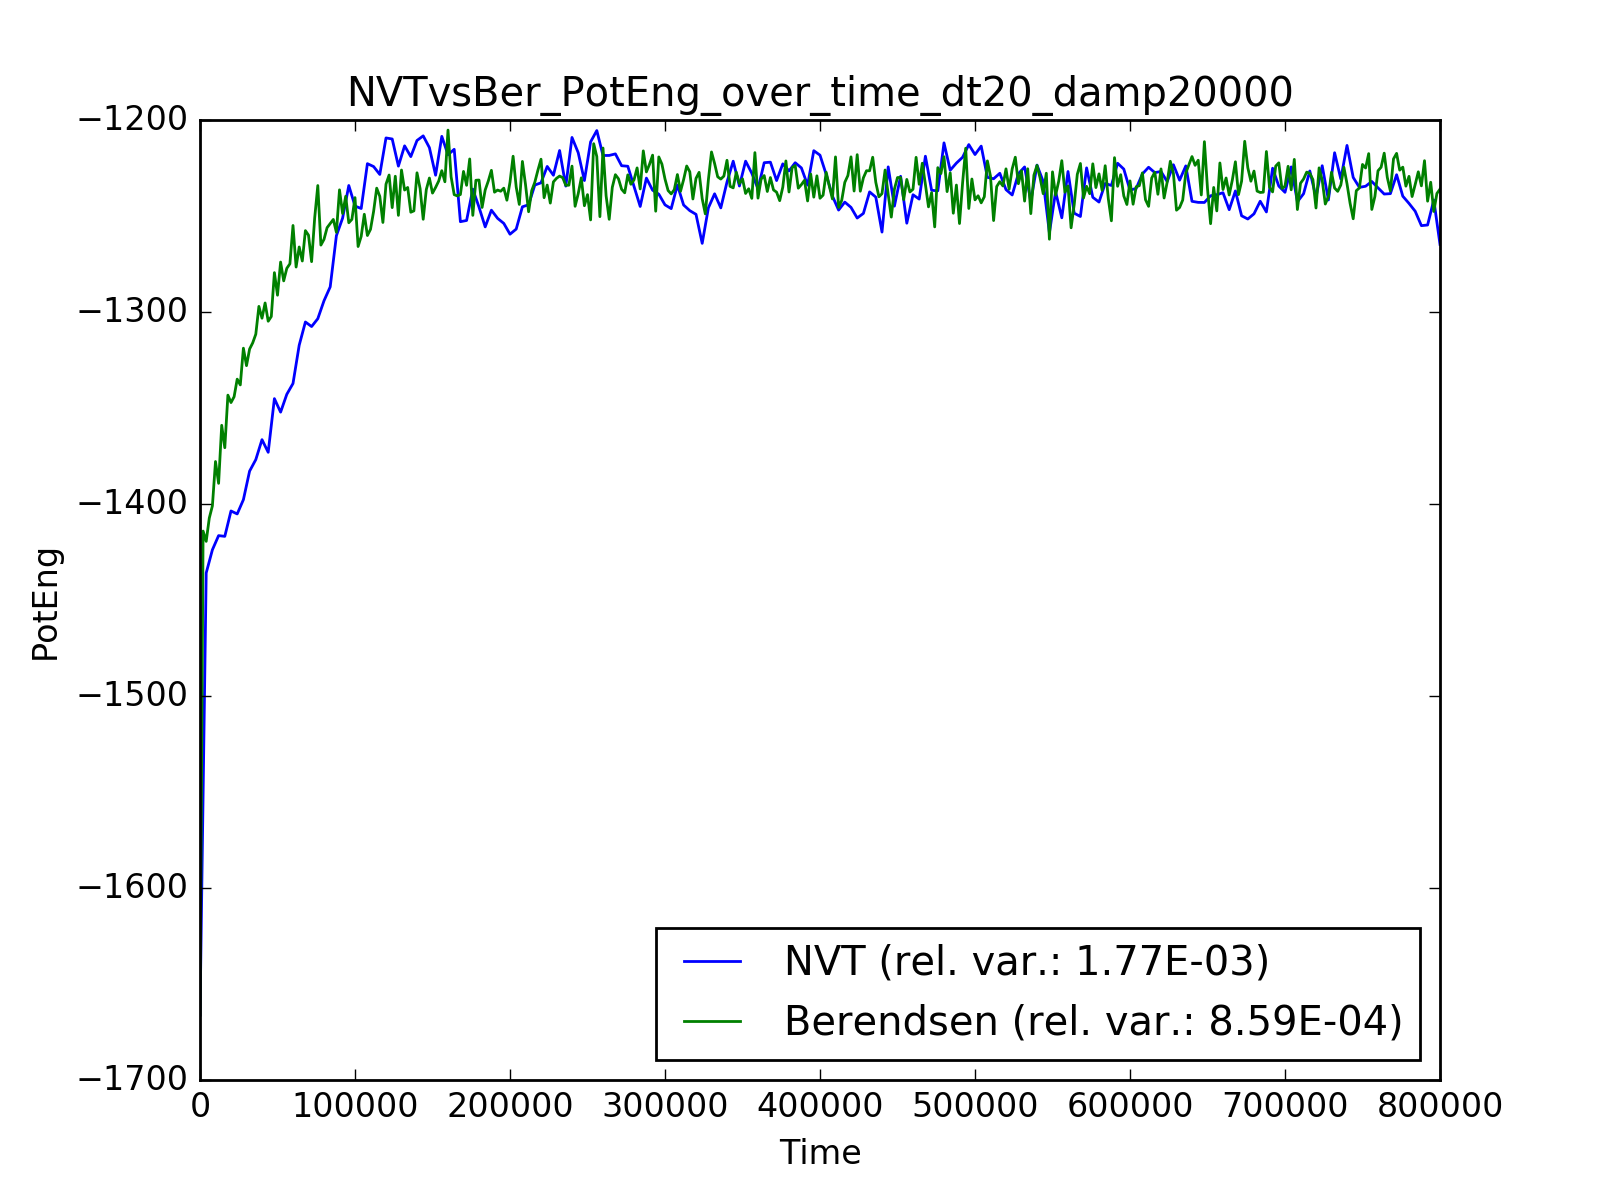 NVTvsBer_PotEng_over_time_dt20_damp20000
−1200
−1300
−1400
−1500
−1600
−1700
PotEng
NVT (rel. var.: 1.77E-03)
Berendsen (rel. var.: 8.59E-04)
0 100000 200000 300000 400000 500000 600000 700000 800000
Time